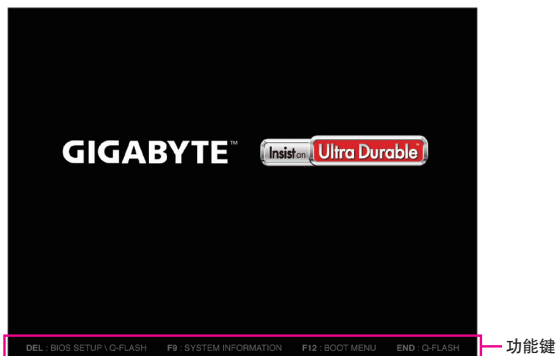 GIGABYTE™ Insist on Ultra Durable™
DEL : BIOS SETUP \ Q-FLASH F9 : SYSTEM INFORMATION F12 : BOOT MENU END : Q-FLASH
功能键